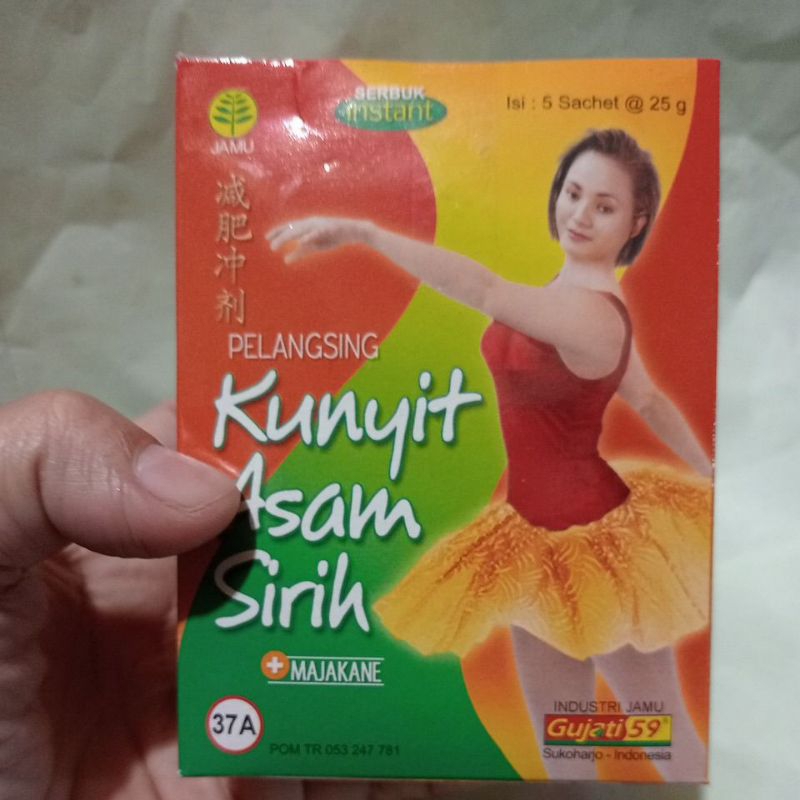 SERBUK
instant
Isi : 5 Sachet @ 25 g
JAMU
减肥冲剂
PELANGSING
Kunyit
Asam
Sirih
+ MAJAKANE
37A
POM TR 053 247 781
INDUSTRI JAMU
Gujati 59®
Sukoharjo - Indonesia